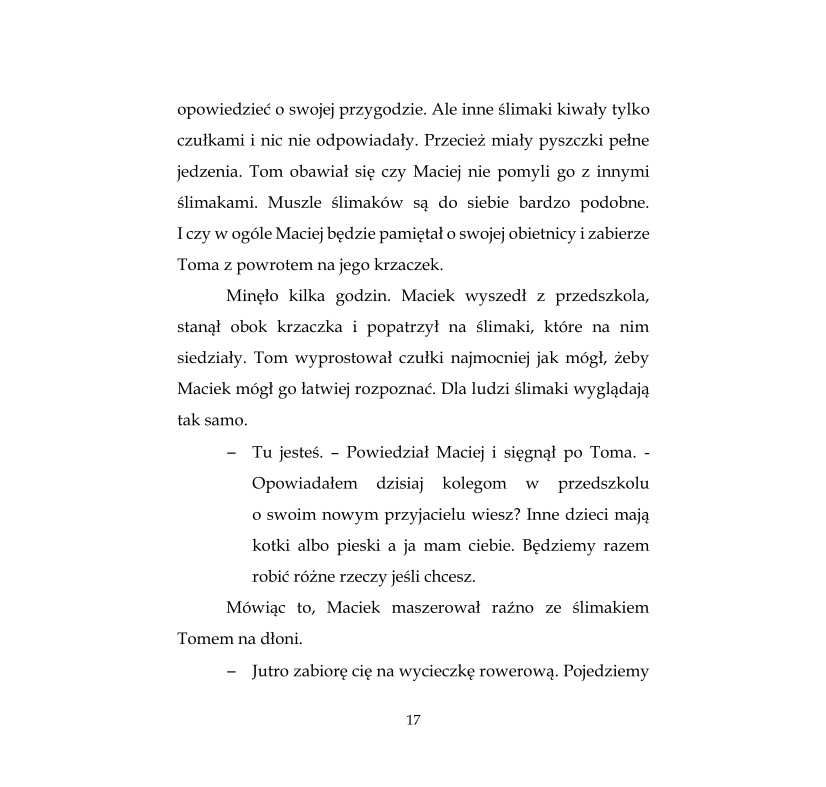 opowiedzieć o swojej przygodzie. Ale inne ślimaki kiwały tylko
czułkami i nic nie odpowiadały. Przecież miały pyszczki pełne
jedzenia. Tom obawiał się czy Maciej nie pomyli go z innymi
ślimakami. Muszle ślimaków są do siebie bardzo podobne.
I czy w ogóle Maciej będzie pamiętał o swojej obietnicy i zabierze
Toma z powrotem na jego krzaczek.
Minęło kilka godzin. Maciek wyszedł z przedszkola,
stanął obok krzaczka i popatrzył na ślimaki, które na nim
siedziały. Tom wyprostował czułki najmocniej jak mógł, żeby
Maciek mógł go łatwiej rozpoznać. Dla ludzi ślimaki wyglądają
tak samo.
– Tu jesteś. – Powiedział Maciej i sięgnął po Toma. -
Opowiadałem dzisiaj kolegom w przedszkolu
o swoim nowym przyjacielu wiesz? Inne dzieci mają
kotki albo pieski a ja mam ciebie. Będziemy razem
robić różne rzeczy jeśli chcesz.
Mówiąc to, Maciek maszerował raźno ze ślimakiem
Tomem na dłoni.
– Jutro zabiorę cię na wycieczkę rowerową. Pojedziemy
17